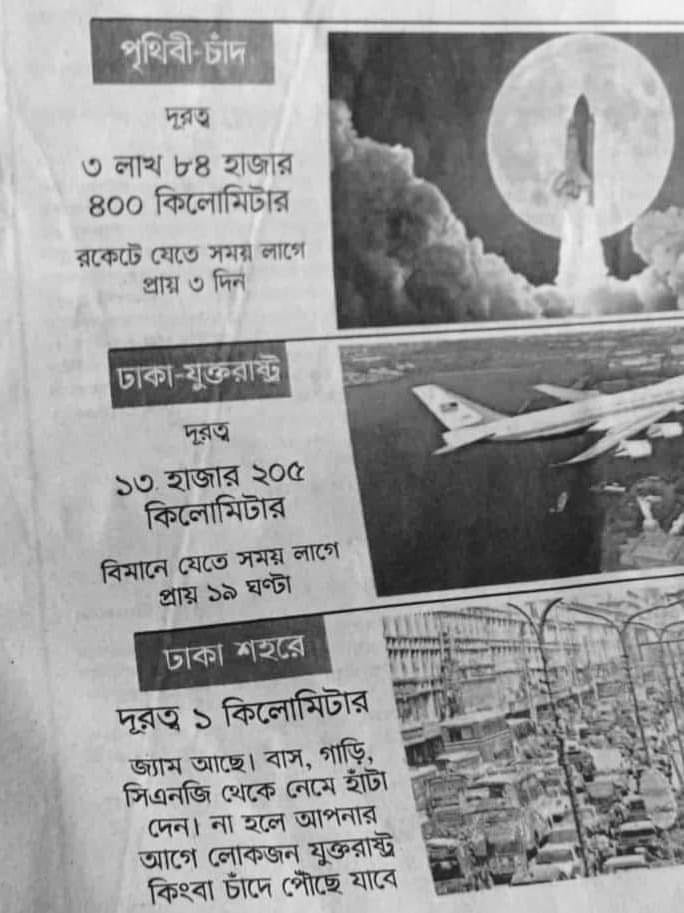 পৃথিবী-চাঁদ
দূরত্ব
৩ লাখ ৮৪ হাজার
৪০০ কিলোমিটার
রকেটে যেতে সময় লাগে
প্রায় ৩ দিন
ঢাকা-যুক্তরাষ্ট্র
দূরত্ব
১৩ হাজার ২০৫
কিলোমিটার
বিমানে যেতে সময় লাগে
প্রায় ১৯ ঘণ্টা
ঢাকা শহরে
দূরত্ব ১ কিলোমিটার
জ্যাম আছে। বাস, গাড়ি,
সিএনজি থেকে নেমে হাঁটা
দেন। না হলে আপনার
আগে লোকজন যুক্তরাষ্ট্র
কিংবা চাঁদে পৌঁছে যাবে